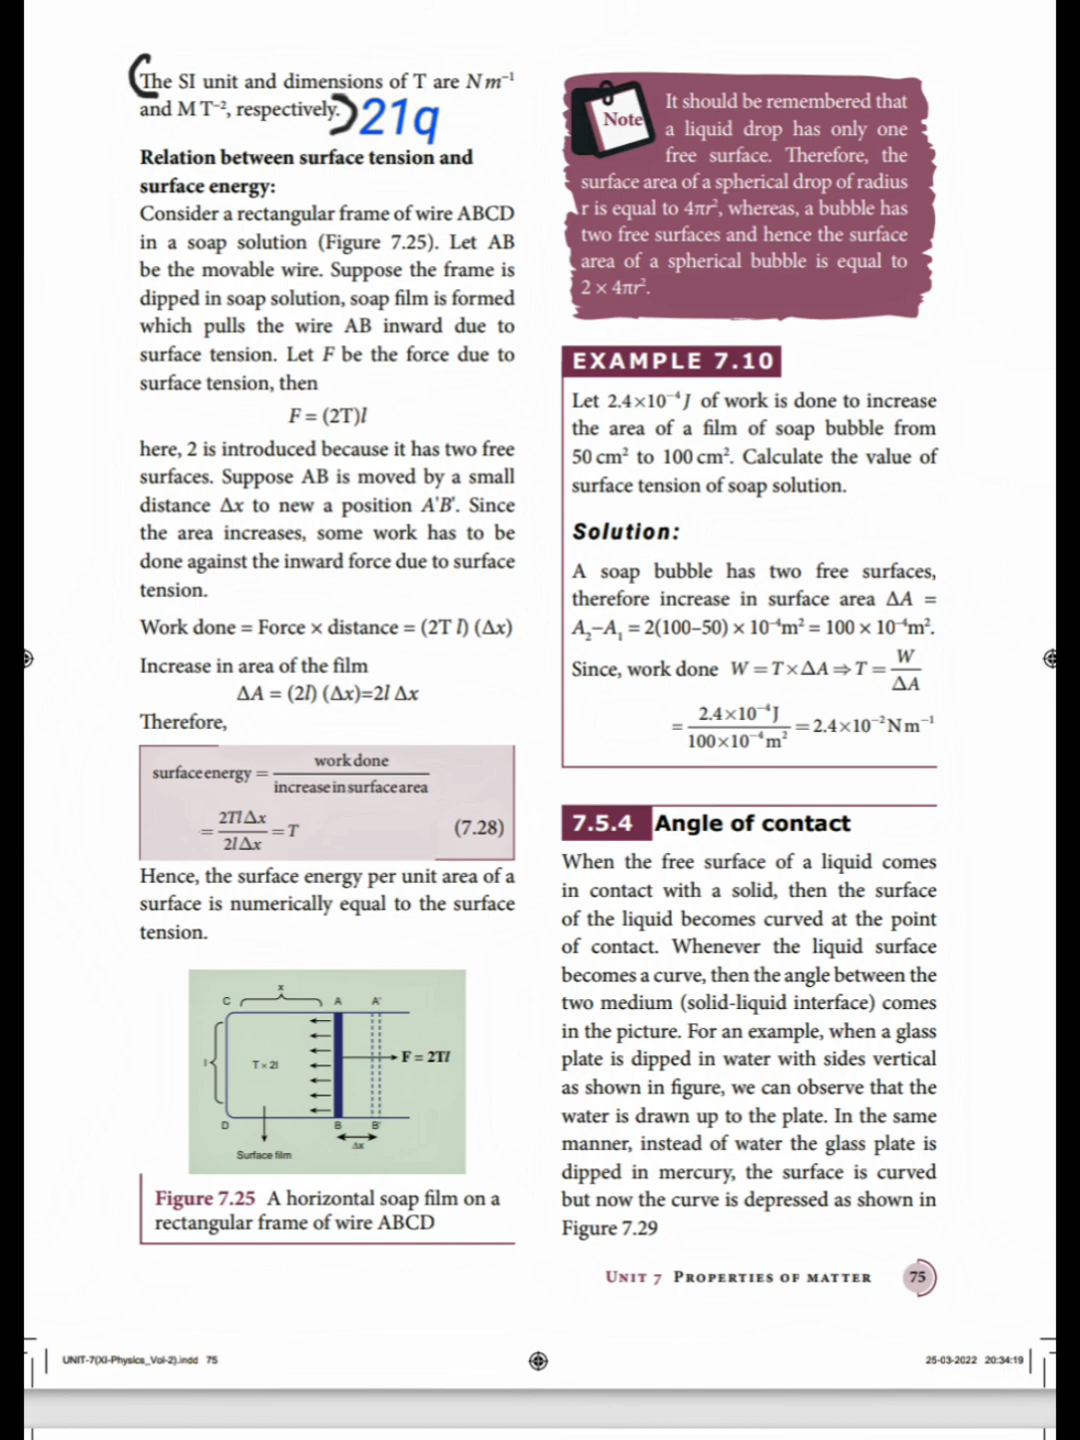 The SI unit and dimensions of T are N m⁻¹
and M T⁻², respectively.
21q
Relation between surface tension and
surface energy:
Consider a rectangular frame of wire ABCD
in a soap solution (Figure 7.25). Let AB
be the movable wire. Suppose the frame is
dipped in soap solution, soap film is formed
which pulls the wire AB inward due to
surface tension. Let F be the force due to
surface tension, then
F = (2T)l
here, 2 is introduced because it has two free
surfaces. Suppose AB is moved by a small
distance Δx to new a position A'B'. Since
the area increases, some work has to be
done against the inward force due to surface
tension.
Work done = Force × distance = (2T l) (Δx)
Increase in area of the film
ΔA = (2l) (Δx)=2l Δx
Therefore,
surface energy = work done / increase in surface area
= 2Tl Δx / 2l Δx = T (7.28)
Hence, the surface energy per unit area of a
surface is numerically equal to the surface
tension.
x
C A A'
l T × 2l F = 2Tl
D B B'
Δx
Surface film
Figure 7.25 A horizontal soap film on a
rectangular frame of wire ABCD
Note
It should be remembered that
a liquid drop has only one
free surface. Therefore, the
surface area of a spherical drop of radius
r is equal to 4πr², whereas, a bubble has
two free surfaces and hence the surface
area of a spherical bubble is equal to
2 × 4πr².
EXAMPLE 7.10
Let 2.4×10⁻⁴J of work is done to increase
the area of a film of soap bubble from
50 cm² to 100 cm². Calculate the value of
surface tension of soap solution.
Solution:
A soap bubble has two free surfaces,
therefore increase in surface area ΔA =
A₂–A₁ = 2(100–50) × 10⁻⁴m² = 100 × 10⁻⁴m².
Since, work done W = T × ΔA ⇒ T = W / ΔA
= 2.4×10⁻⁴J / 100×10⁻⁴m² = 2.4×10⁻² N m⁻¹
7.5.4 Angle of contact
When the free surface of a liquid comes
in contact with a solid, then the surface
of the liquid becomes curved at the point
of contact. Whenever the liquid surface
becomes a curve, then the angle between the
two medium (solid-liquid interface) comes
in the picture. For an example, when a glass
plate is dipped in water with sides vertical
as shown in figure, we can observe that the
water is drawn up to the plate. In the same
manner, instead of water the glass plate is
dipped in mercury, the surface is curved
but now the curve is depressed as shown in
Figure 7.29
UNIT 7 PROPERTIES OF MATTER 75
UNIT-7(XI-Physics_Vol-2).indd 75
25-03-2022 20:34:19